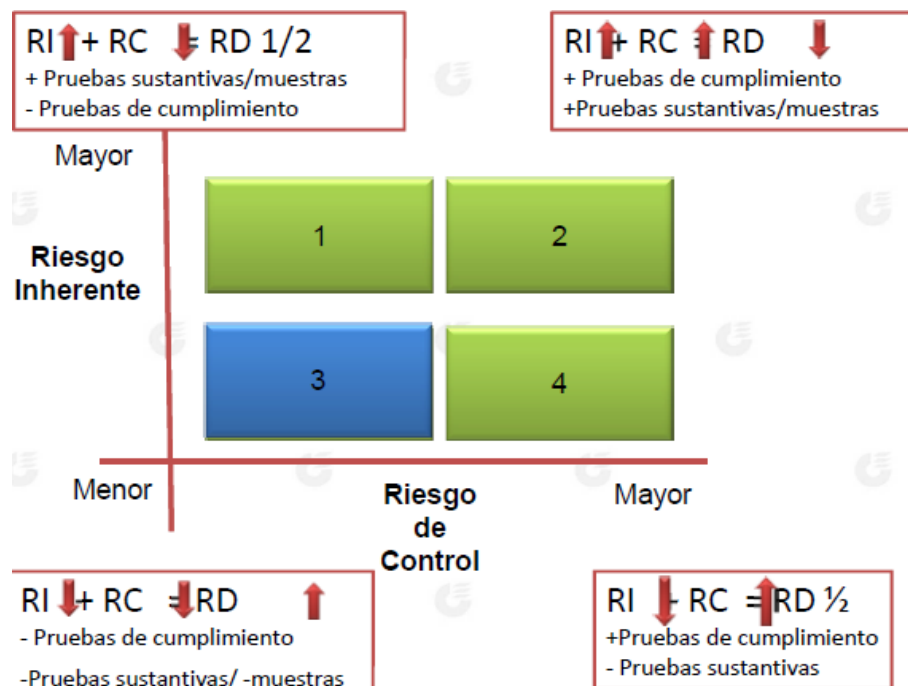 RI ⬆+ RC ⬇= RD 1/2
+ Pruebas sustantivas/muestras
- Pruebas de cumplimiento
RI ⬆+ RC ⬆= RD ⬇
+ Pruebas de cumplimiento
+Pruebas sustantivas/muestras
Mayor
Riesgo
Inherente
1
2
3
4
Menor
Riesgo
de
Control
Mayor
RI ⬇+ RC ⬇= RD ⬆
- Pruebas de cumplimiento
-Pruebas sustantivas/ -muestras
RI ⬇+ RC =⬆RD ½
+Pruebas de cumplimiento
- Pruebas sustantivas